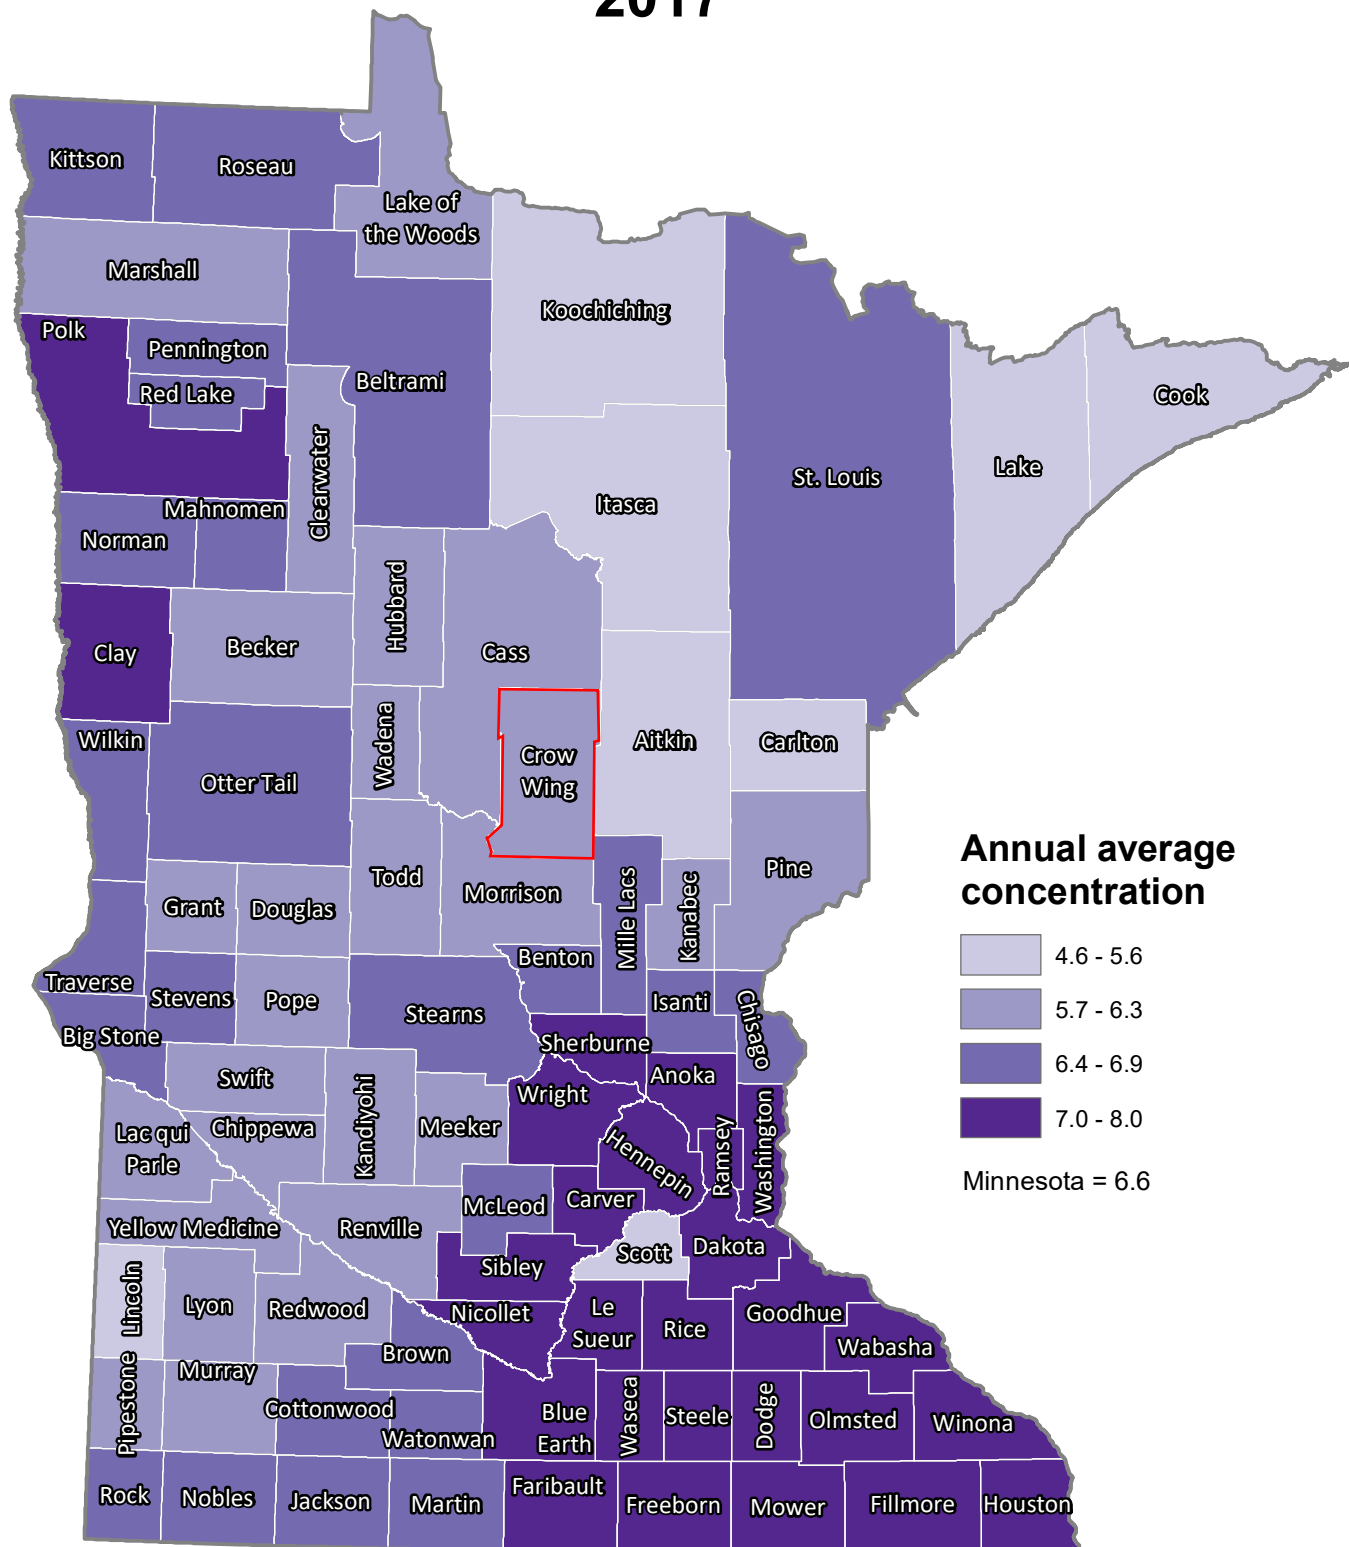 2017
Kittson
Roseau
Lake of
the Woods
Marshall
Koochiching
Polk
Pennington
Beltrami
Red Lake
Cook
Clearwater
Lake
St. Louis
Itasca
Mahnomen
Norman
Hubbard
Becker
Clay
Cass
Wilkin
Wadena
Aitkin
Carlton
Otter Tail
Crow
Wing
Todd
Morrison
Pine
Grant
Douglas
Mille Lacs
Kanabec
Benton
Traverse
Stevens
Pope
Stearns
Isanti
Chisago
Big Stone
Sherburne
Swift
Anoka
Wright
Kandiyohi
Chippewa
Meeker
Lac qui
Parle
Hennepin
Ramsey
Washington
McLeod
Carver
Yellow Medicine
Renville
Scott
Dakota
Sibley
Lincoln
Lyon
Redwood
Nicollet
Le
Sueur
Rice
Goodhue
Wabasha
Brown
Pipestone
Murray
Cottonwood
Watonwan
Blue
Earth
Waseca
Steele
Dodge
Olmsted
Winona
Rock
Nobles
Jackson
Martin
Faribault
Freeborn
Mower
Fillmore
Houston
Annual average
concentration
4.6 - 5.6
5.7 - 6.3
6.4 - 6.9
7.0 - 8.0
Minnesota = 6.6